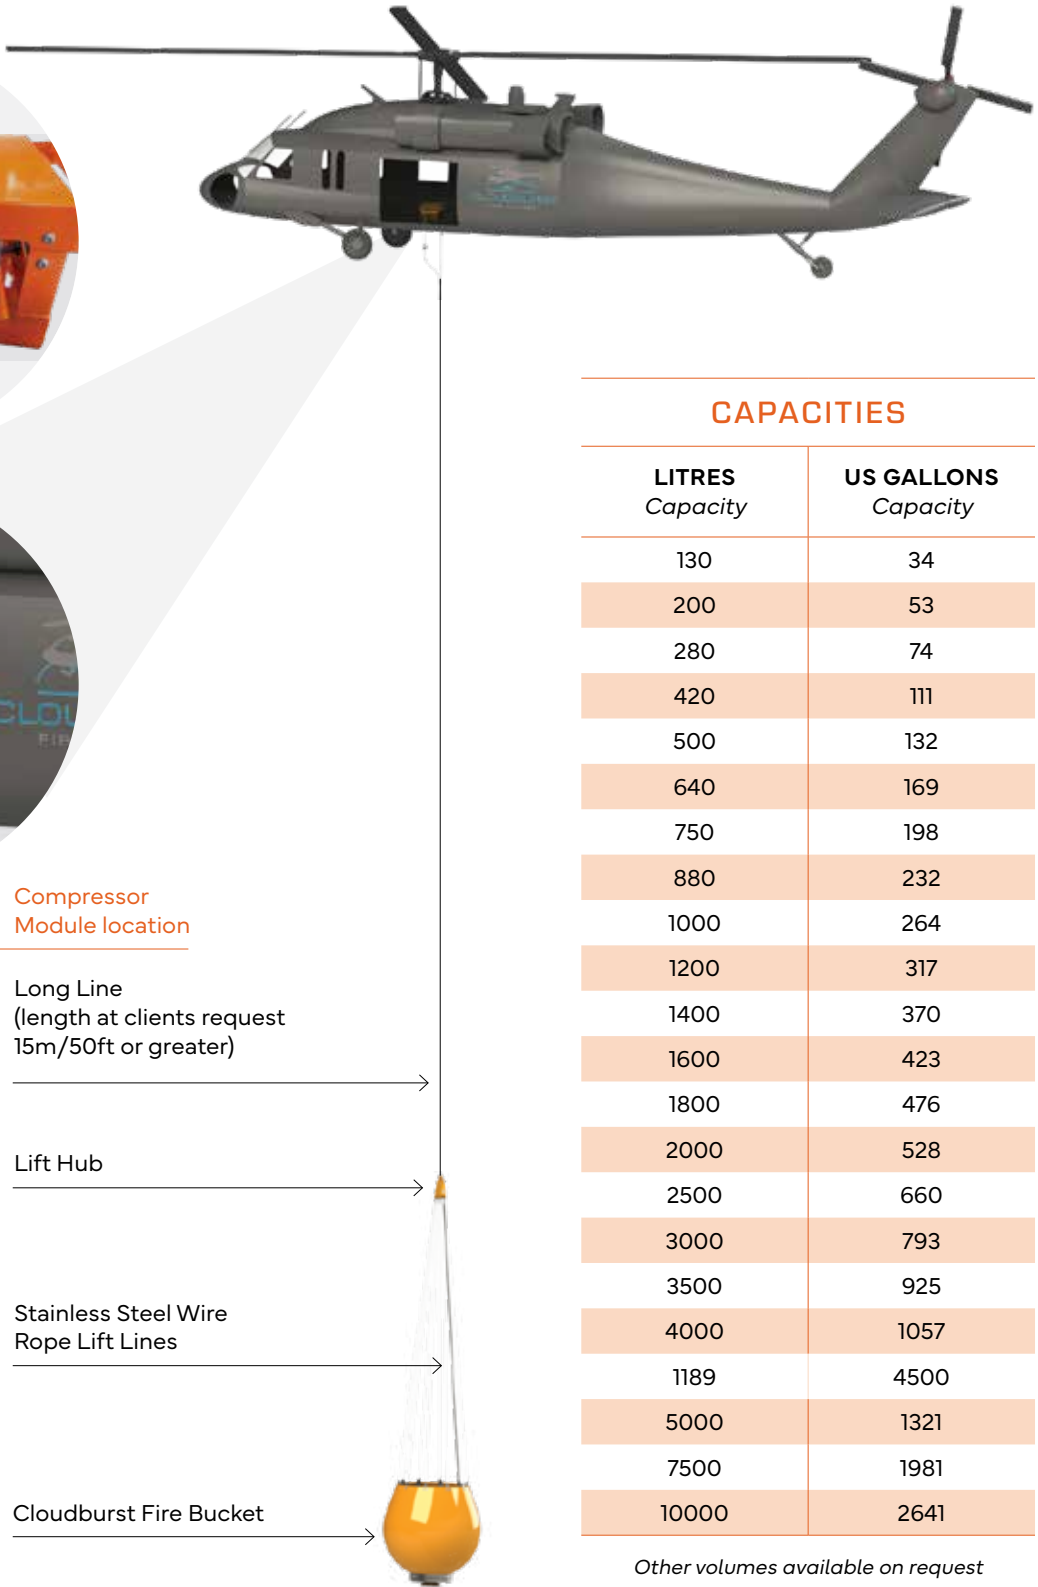 CLOU
FIR
Compressor
Module location
Long Line
(length at clients request
15m/50ft or greater)
Lift Hub
Stainless Steel Wire
Rope Lift Lines
Cloudburst Fire Bucket
CAPACITIES
LITRES US GALLONS
Capacity Capacity
130 34
200 53
280 74
420 111
500 132
640 169
750 198
880 232
1000 264
1200 317
1400 370
1600 423
1800 476
2000 528
2500 660
3000 793
3500 925
4000 1057
1189 4500
5000 1321
7500 1981
10000 2641
Other volumes available on request